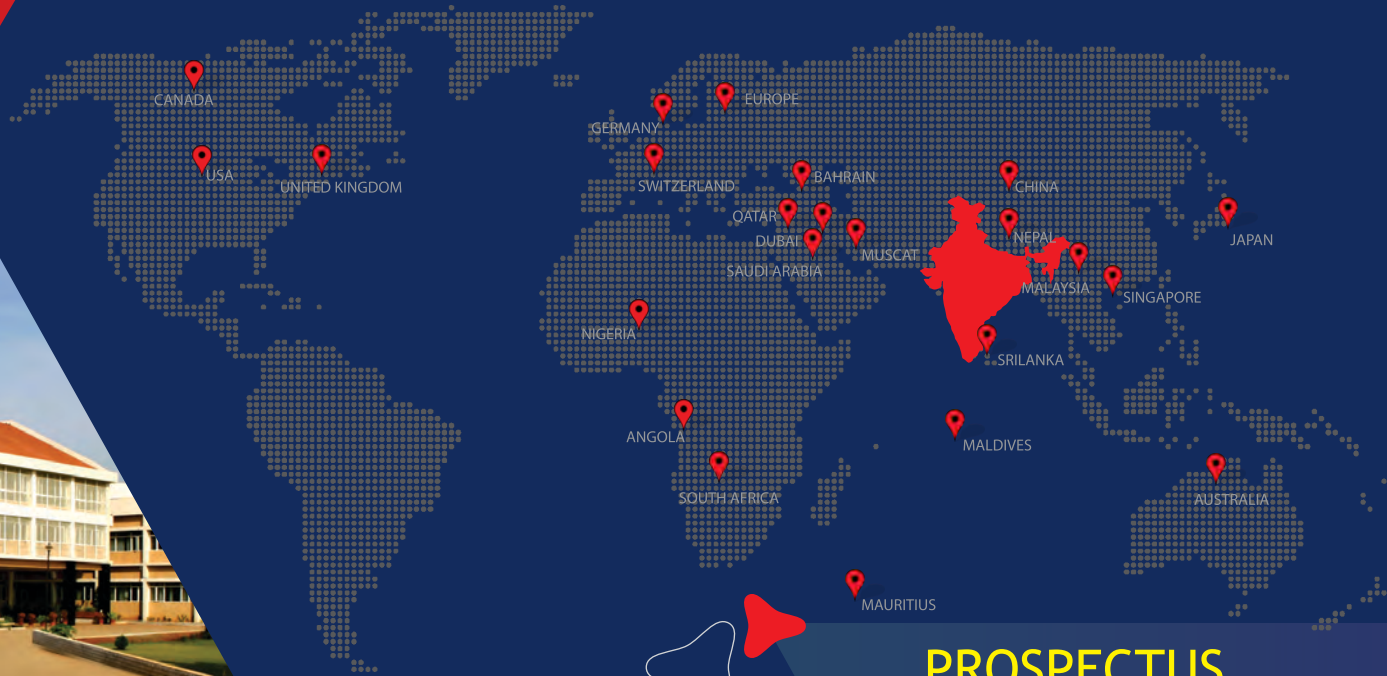 CANADA
EUROPE
GERMANY
USA
UNITED KINGDOM
SWITZERLAND
BAHRAIN
CHINA
QATAR
DUBAI
NEPAL
JAPAN
MUSCAT
SAUDI ARABIA
MALAYSIA
SINGAPORE
NIGERIA
SRILANKA
ANGOLA
MALDIVES
SOUTH AFRICA
AUSTRALIA
MAURITIUS
PROSPECTUS